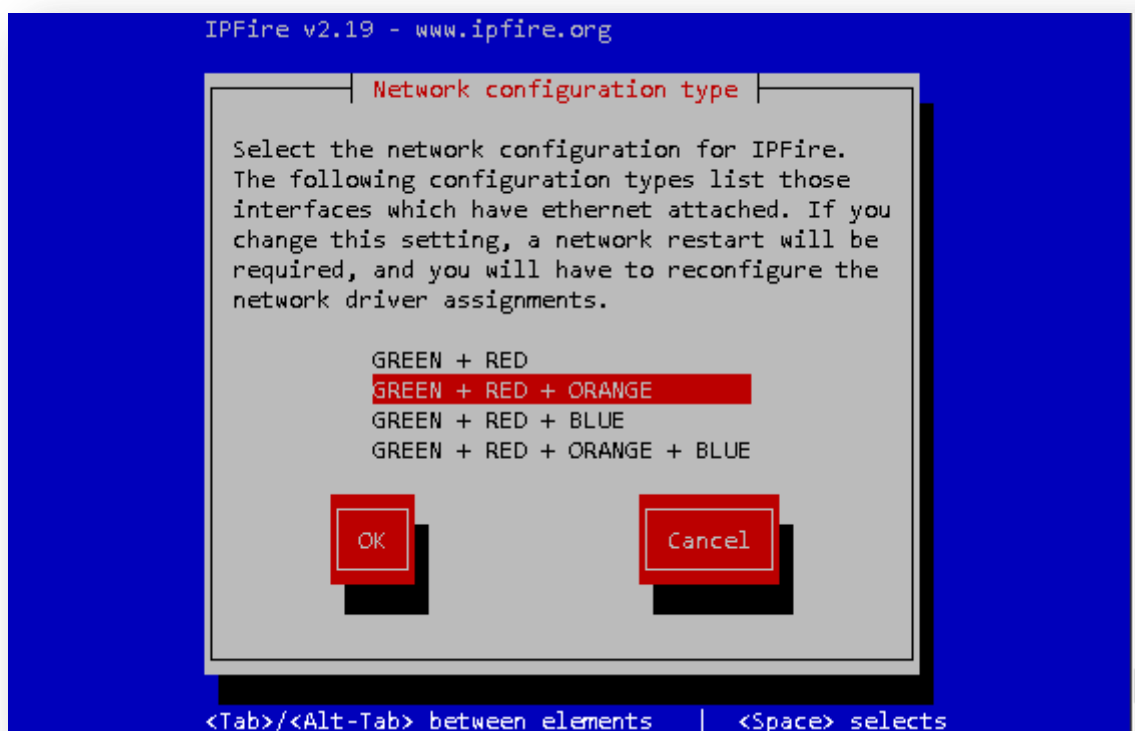 IPFire v2.19 - www.ipfire.org
Network configuration type
Select the network configuration for IPFire.
The following configuration types list those
interfaces which have ethernet attached. If you
change this setting, a network restart will be
required, and you will have to reconfigure the
network driver assignments.
GREEN + RED
GREEN + RED + ORANGE
GREEN + RED + BLUE
GREEN + RED + ORANGE + BLUE
OK Cancel
<Tab>/<Alt-Tab> between elements | <Space> selects